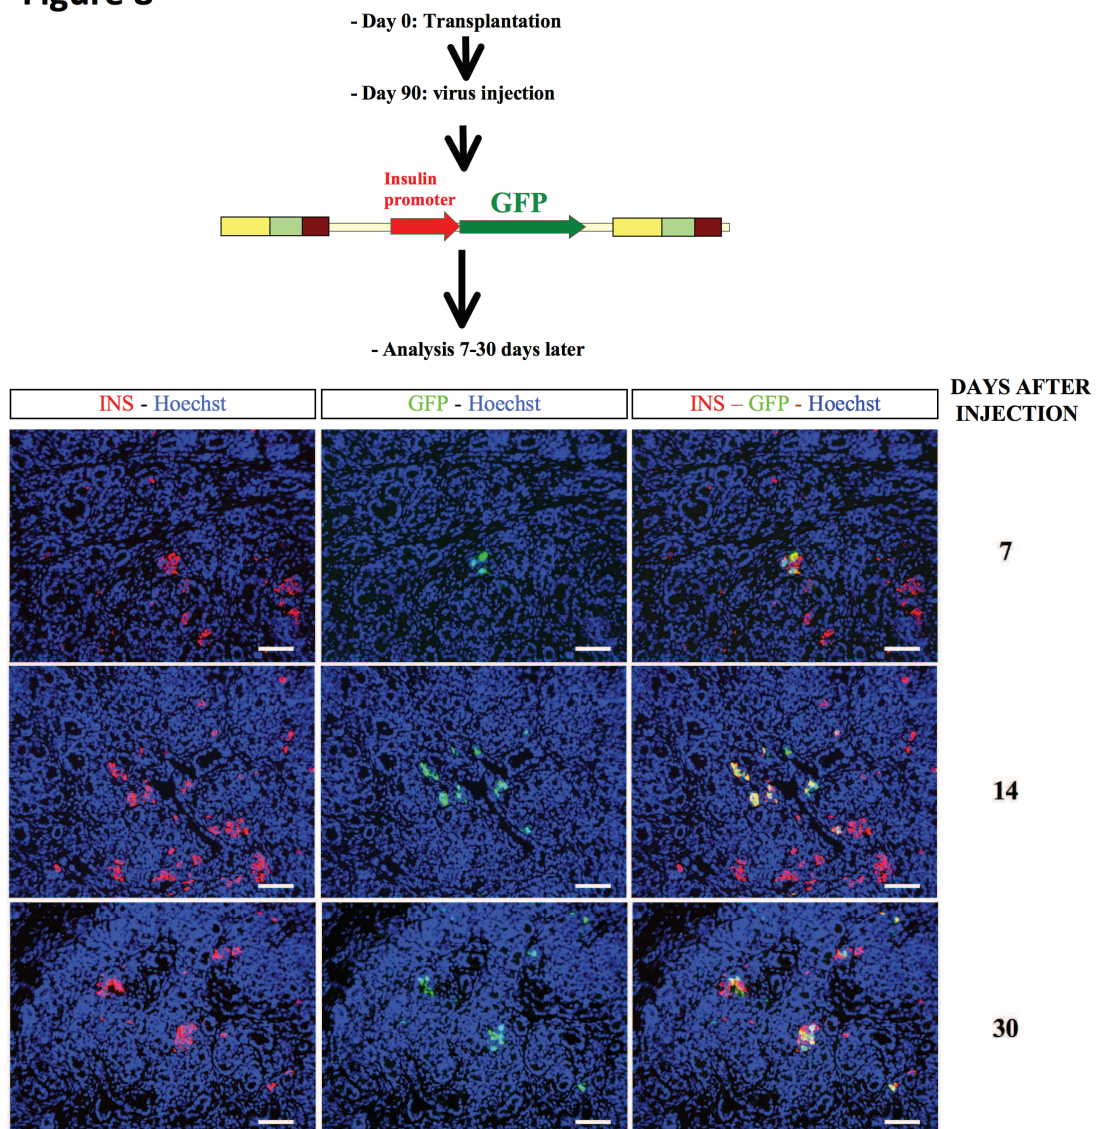 - Day 0: Transplantation
- Day 90: virus injection
Insulin
promoter
GFP
- Analysis 7-30 days later
INS - Hoechst
GFP - Hoechst
INS – GFP - Hoechst
DAYS AFTER
INJECTION
7
14
30